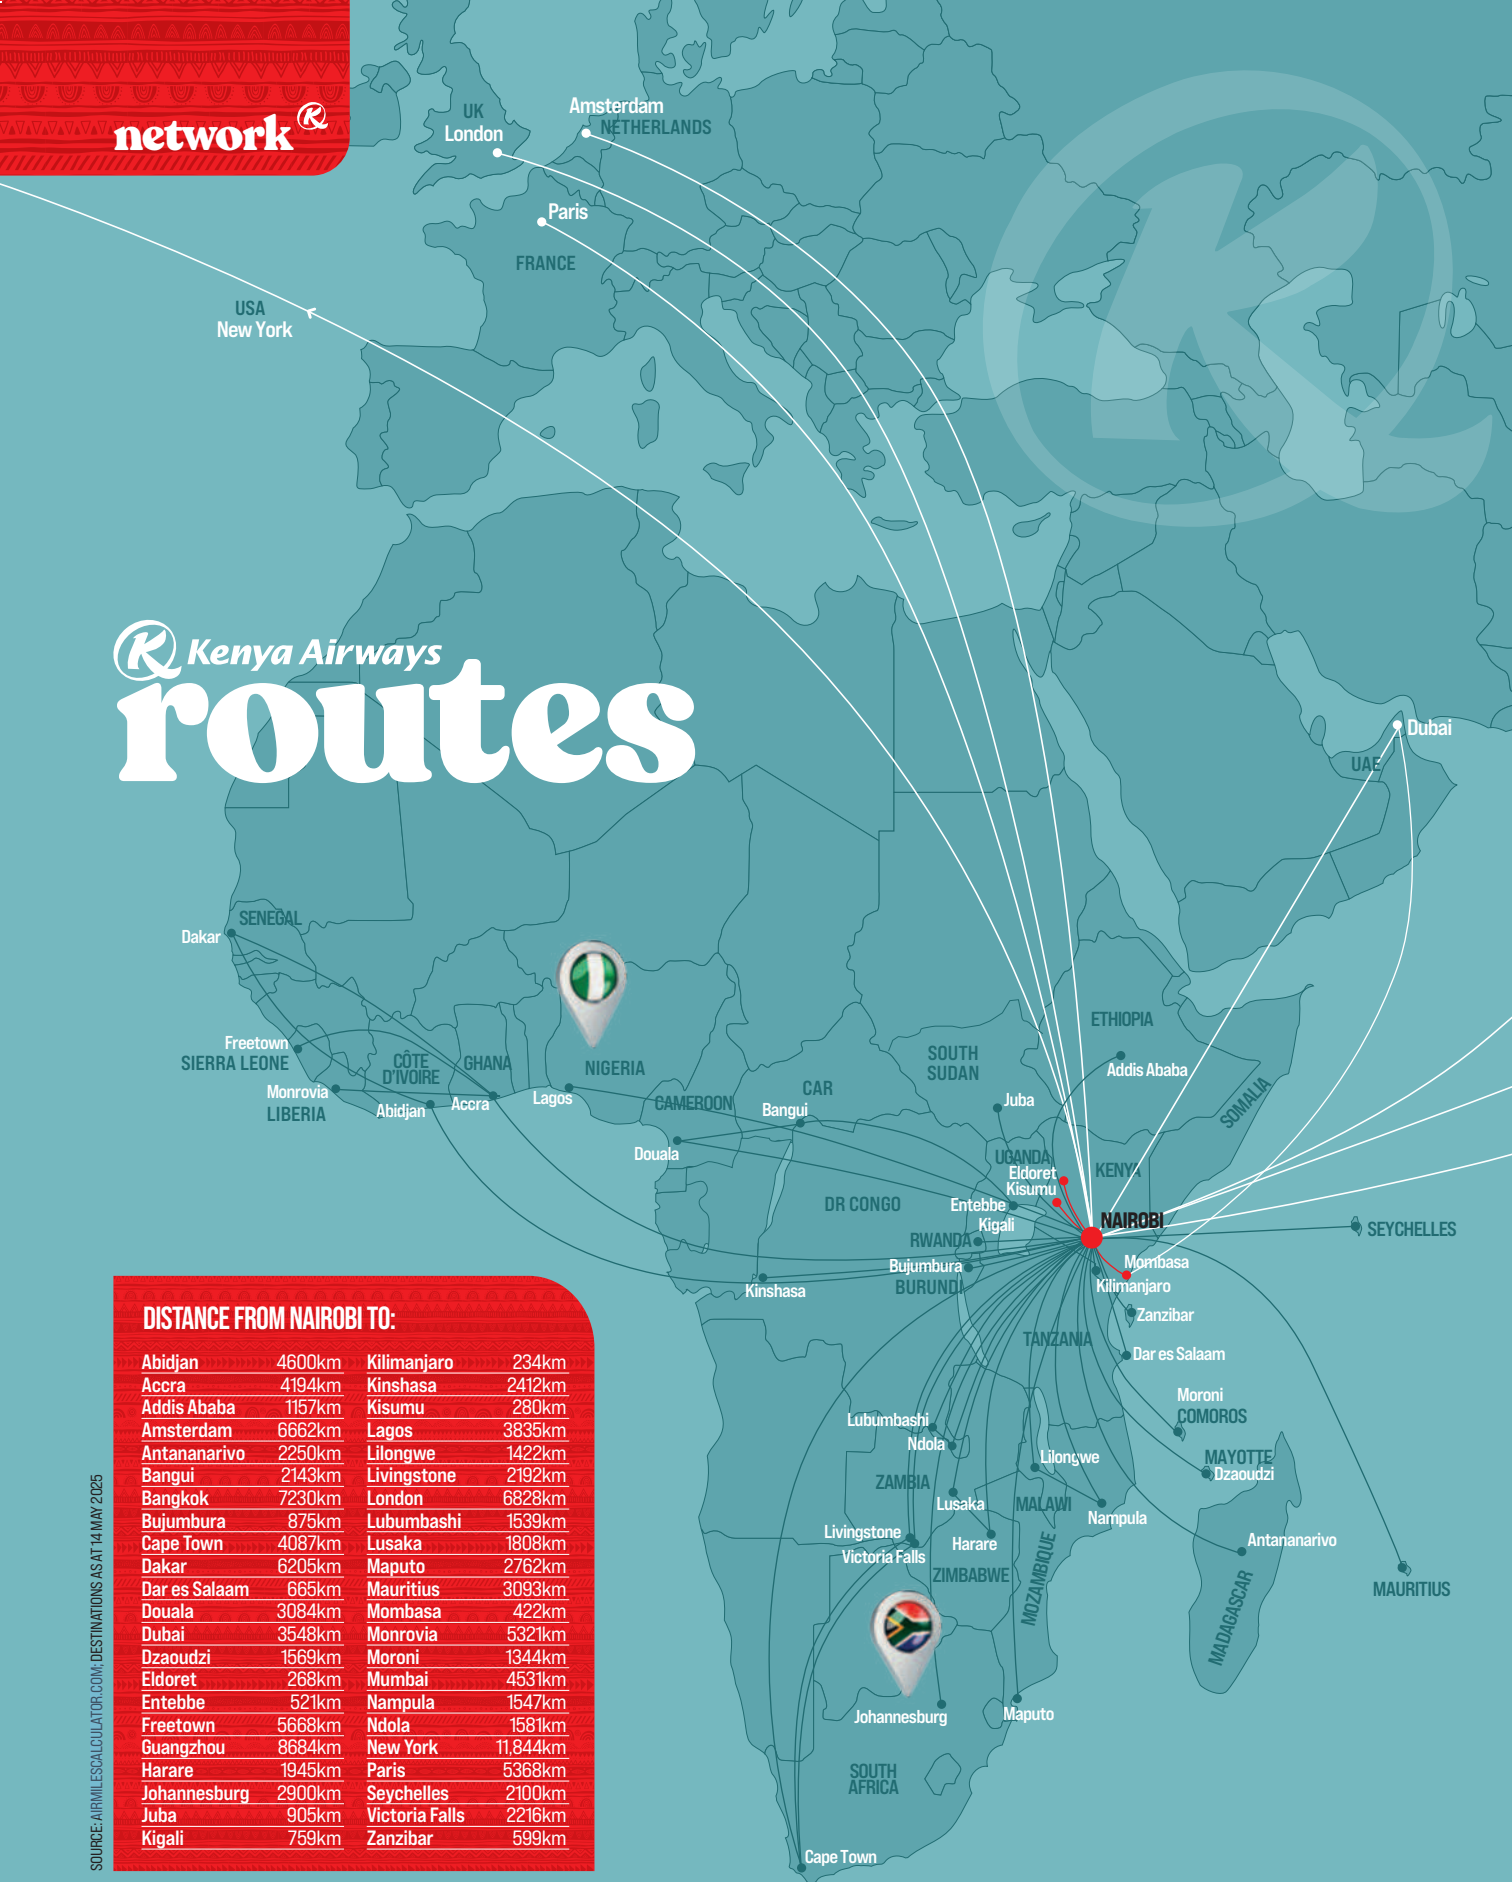 network
UK
London
Amsterdam
NETHERLANDS
Paris
FRANCE
USA
New York
Kenya Airways
routes
Dubai
UAE
SENEGAL
Dakar
Freetown
SIERRA LEONE
Monrovia
LIBERIA
CÔTE
D'IVOIRE
Abidjan
GHANA
Accra
Lagos
NIGERIA
CAMEROON
Douala
CAR
Bangui
SOUTH
SUDAN
Juba
ETHIOPIA
Addis Ababa
SOMALIA
UGANDA
Eldoret
Kisumu
KENYA
Entebbe
Kigali
DR CONGO
RWANDA
NAIROBI
SEYCHELLES
Bujumbura
BURUNDI
Mombasa
Kilimanjaro
Kinshasa
Zanzibar
TANZANIA
Dar es Salaam
Moroni
COMOROS
Lubumbashi
Ndola
MAYOTTE
Dzaoudzi
Lilongwe
ZAMBIA
Lusaka
MALAWI
Nampula
Livingstone
Victoria Falls
Harare
ZIMBABWE
MOZAMBIQUE
Antananarivo
MADAGASCAR
MAURITIUS
Johannesburg
Maputo
SOUTH
AFRICA
Cape Town
DISTANCE FROM NAIROBI TO:
Abidjan 4600km
Accra 4194km
Addis Ababa 1157km
Amsterdam 6662km
Antananarivo 2250km
Bangui 2143km
Bangkok 7230km
Bujumbura 875km
Cape Town 4087km
Dakar 6205km
Dar es Salaam 665km
Douala 3084km
Dubai 3548km
Dzaoudzi 1569km
Eldoret 268km
Entebbe 521km
Freetown 5668km
Guangzhou 8684km
Harare 1945km
Johannesburg 2900km
Juba 905km
Kigali 759km
Kilimanjaro 234km
Kinshasa 2412km
Kisumu 280km
Lagos 3835km
Lilongwe 1422km
Livingstone 2192km
London 6828km
Lubumbashi 1539km
Lusaka 1808km
Maputo 2762km
Mauritius 3093km
Mombasa 422km
Monrovia 5321km
Moroni 1344km
Mumbai 4531km
Nampula 1547km
Ndola 1581km
New York 11,844km
Paris 5368km
Seychelles 2100km
Victoria Falls 2216km
Zanzibar 599km
SOURCE: AIRMILESCALCULATOR.COM; DESTINATIONS AS AT 14 MAY 2025